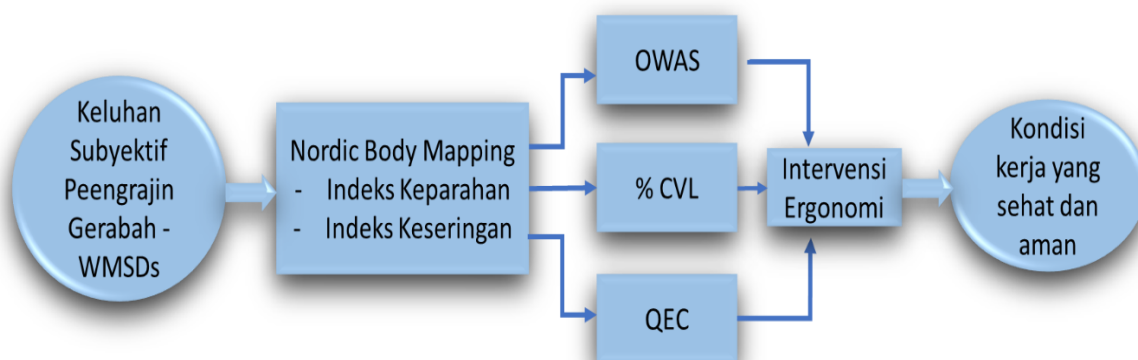 Keluhan
Subyektif
Peengrajin
Gerabah -
WMSDs
Nordic Body Mapping
- Indeks Keparahan
- Indeks Keseringan
OWAS
% CVL
QEC
Intervensi
Ergonomi
Kondisi
kerja yang
sehat dan
aman